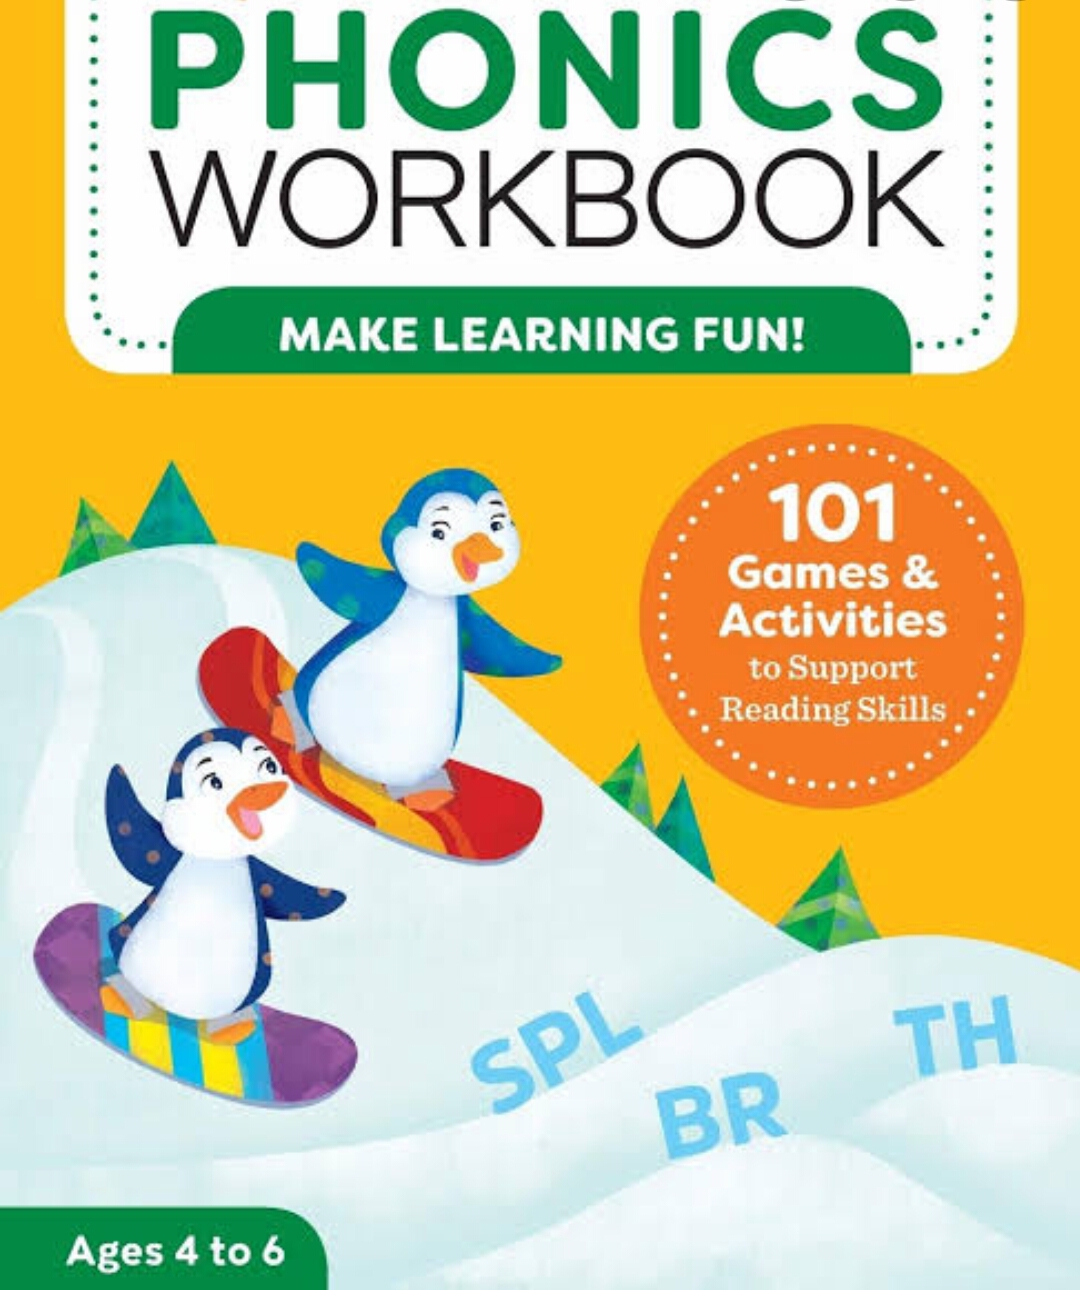 PHONICS
WORKBOOK
MAKE LEARNING FUN!
101
Games &
Activities
to Support
Reading Skills
SPL
BR
TH
Ages 4 to 6